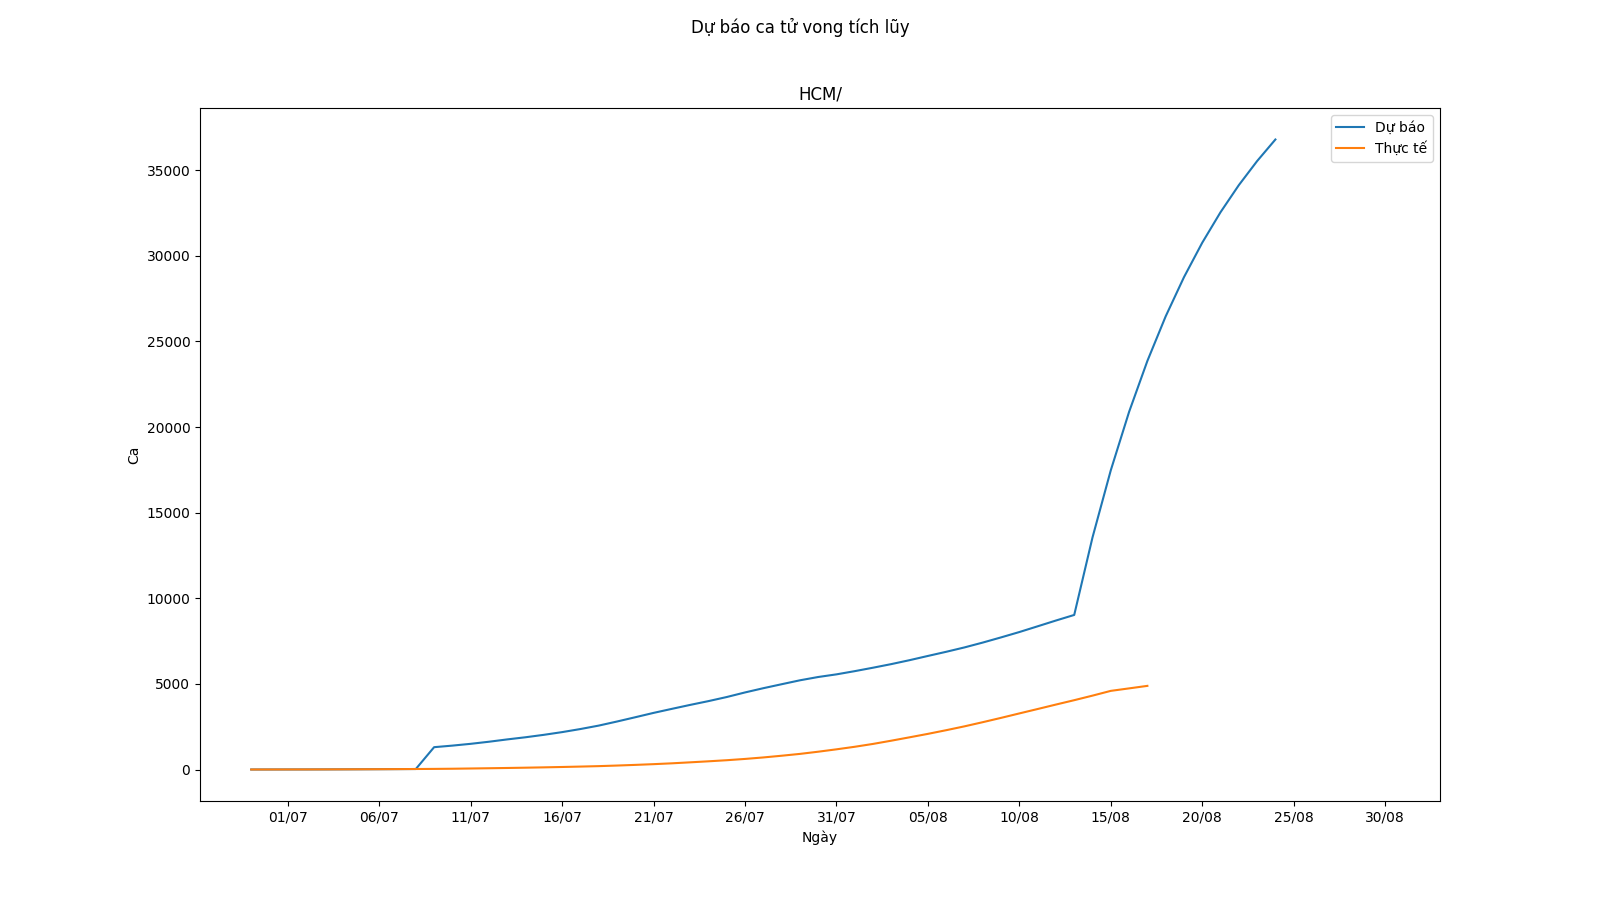 Dự báo ca tử vong tích lũy
HCM/
Dự báo
Thực tế
35000
30000
25000
20000
15000
10000
5000
0
Ca
01/07 06/07 11/07 16/07 21/07 26/07 31/07 05/08 10/08 15/08 20/08 25/08 30/08
Ngày